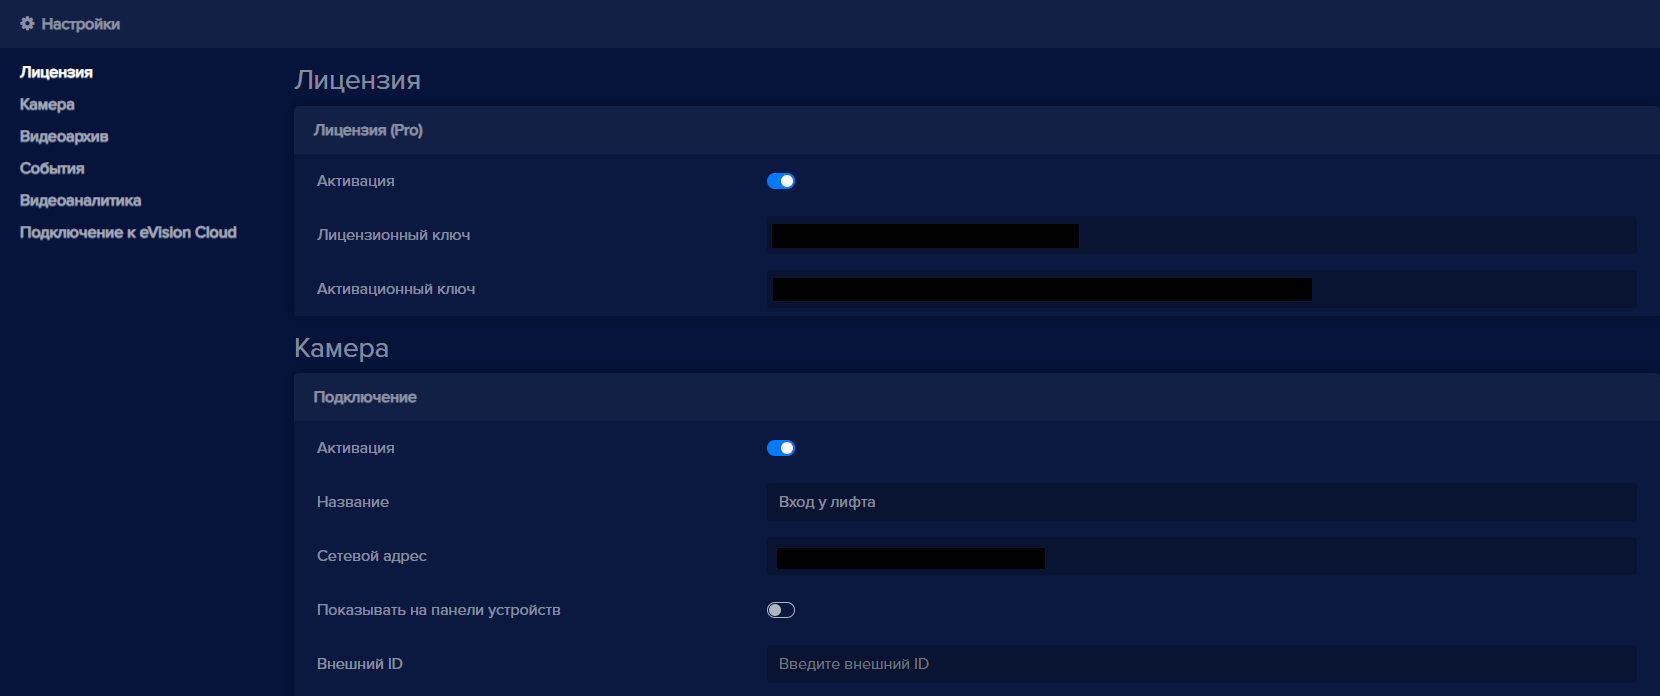 Настройки
Лицензия
Камера
Видеоархив
События
Видеоаналитика
Подключение к eVision Cloud
Лицензия
Лицензия (Pro)
Активация
Лицензионный ключ
Активационный ключ
Камера
Подключение
Активация
Название
Вход у лифта
Сетевой адрес
Показывать на панели устройств
Внешний ID
Введите внешний ID